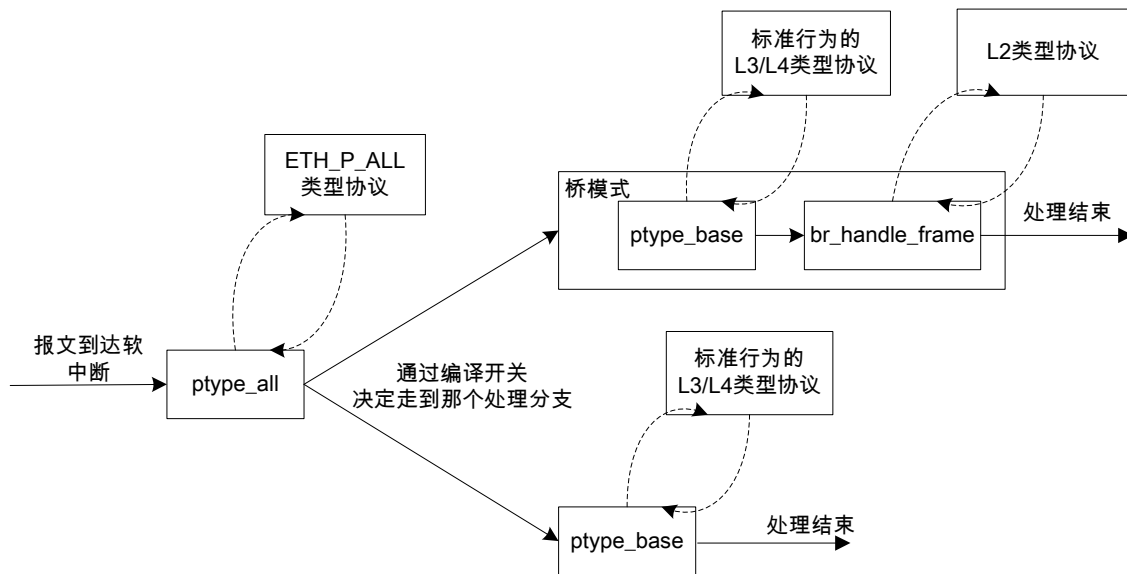 标准行为的
L3/L4类型协议
L2类型协议
ETH_P_ALL
类型协议
桥模式
ptype_base
br_handle_frame
处理结束
报文到达软
中断
ptype_all
通过编译开关
决定走到那个处理分支
标准行为的
L3/L4类型协议
ptype_base
处理结束